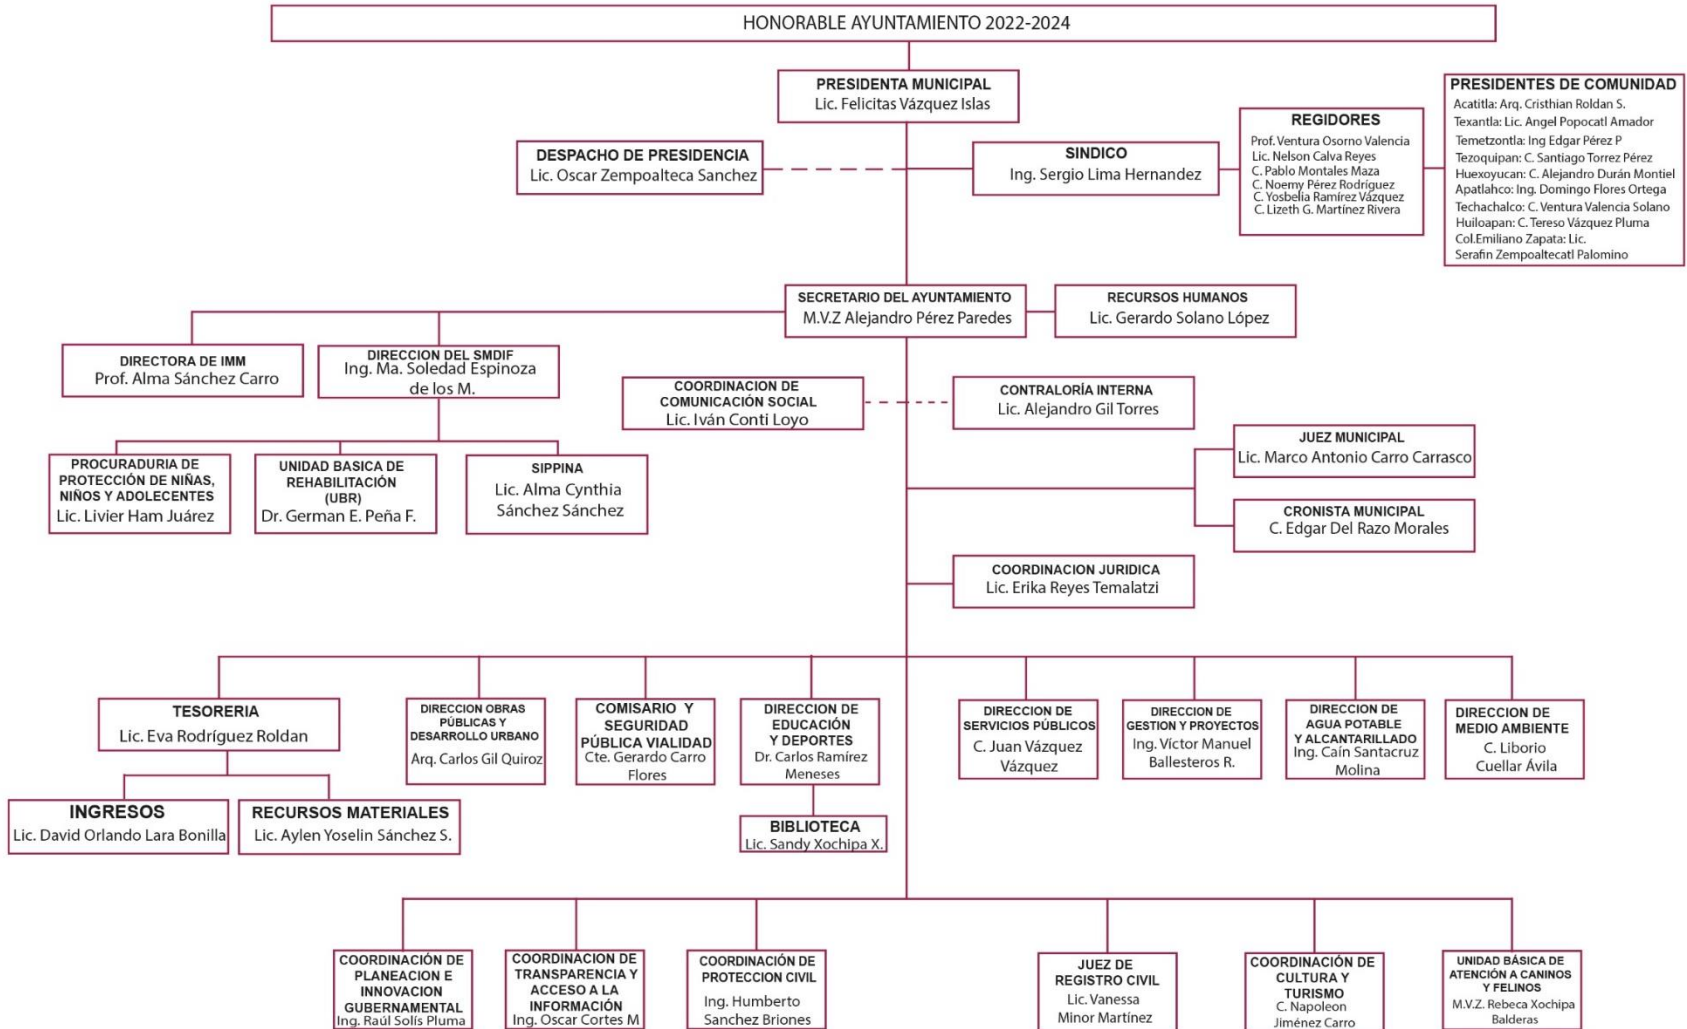 HONORABLE AYUNTAMIENTO 2022-2024
PRESIDENTA MUNICIPAL
Lic. Felicitas Vázquez Islas
DESPACHO DE PRESIDENCIA
Lic. Oscar Zempoalteca Sanchez
SINDICO
Ing. Sergio Lima Hernandez
REGIDORES
Prof. Ventura Osorno Valencia
Lic. Nelson Calva Reyes
C. Pablo Montales Maza
C. Noemy Pérez Rodríguez
C. Yosbelia Ramírez Vázquez
C. Lizeth G. Martínez Rivera
PRESIDENTES DE COMUNIDAD
Acatitla: Arq. Cristhian Roldan S.
Texantla: Lic. Angel Popocatl Amador
Temetzontla: Ing Edgar Pérez P
Tezoquipan: C. Santiago Torrez Pérez
Huexoyucan: C. Alejandro Durán Montiel
Apatlahco: Ing. Domingo Flores Ortega
Techachalco: C. Ventura Valencia Solano
Huiloapan: C. Tereso Vázquez Pluma
Col.Emiliano Zapata: Lic.
Serafin Zempoaltecatl Palomino
SECRETARIO DEL AYUNTAMIENTO
M.V.Z Alejandro Pérez Paredes
RECURSOS HUMANOS
Lic. Gerardo Solano López
DIRECTORA DE IMM
Prof. Alma Sánchez Carro
DIRECCION DEL SMDIF
Ing. Ma. Soledad Espinoza
de los M.
COORDINACION DE
COMUNICACIÓN SOCIAL
Lic. Iván Conti Loyo
CONTRALORÍA INTERNA
Lic. Alejandro Gil Torres
PROCURADURIA DE
PROTECCIÓN DE NIÑAS,
NIÑOS Y ADOLECENTES
Lic. Livier Ham Juárez
UNIDAD BASICA DE
REHABILITACIÓN
(UBR)
Dr. German E. Peña F.
SIPPINA
Lic. Alma Cynthia
Sánchez Sánchez
JUEZ MUNICIPAL
Lic. Marco Antonio Carro Carrasco
CRONISTA MUNICIPAL
C. Edgar Del Razo Morales
COORDINACION JURIDICA
Lic. Erika Reyes Temalatzi
TESORERIA
Lic. Eva Rodríguez Roldan
DIRECCION OBRAS
PÚBLICAS Y
DESARROLLO URBANO
Arq. Carlos Gil Quiroz
COMISARIO Y
SEGURIDAD
PÚBLICA VIALIDAD
Cte. Gerardo Carro
Flores
DIRECCION DE
EDUCACIÓN
Y DEPORTES
Dr. Carlos Ramírez
Meneses
DIRECCION DE
SERVICIOS PÚBLICOS
C. Juan Vázquez
Vázquez
DIRECCION DE
GESTION Y PROYECTOS
Ing. Víctor Manuel
Ballesteros R.
DIRECCION DE
AGUA POTABLE
Y ALCANTARILLADO
Ing. Caín Santacruz
Molina
DIRECCION DE
MEDIO AMBIENTE
C. Liborio
Cuellar Ávila
INGRESOS
Lic. David Orlando Lara Bonilla
RECURSOS MATERIALES
Lic. Aylen Yoselin Sánchez S.
BIBLIOTECA
Lic. Sandy Xochipa X.
COORDINACIÓN DE
PLANEACION E
INNOVACION
GUBERNAMENTAL
Ing. Raúl Solís Pluma
COORDINACION DE
TRANSPARENCIA Y
ACCESO A LA
INFORMACIÓN
Ing. Oscar Cortes M
COORDINACIÓN DE
PROTECCION CIVIL
Ing. Humberto
Sanchez Briones
JUEZ DE
REGISTRO CIVIL
Lic. Vanessa
Minor Martínez
COORDINACIÓN DE
CULTURA Y
TURISMO
C. Napoleon
Jiménez Carro
UNIDAD BÁSICA DE
ATENCIÓN A CANINOS
Y FELINOS
M.V.Z. Rebeca Xochipa
Balderas